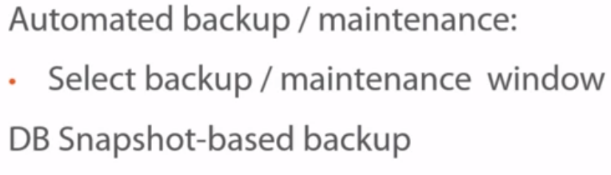 Automated backup / maintenance:
• Select backup / maintenance window
DB Snapshot-based backup